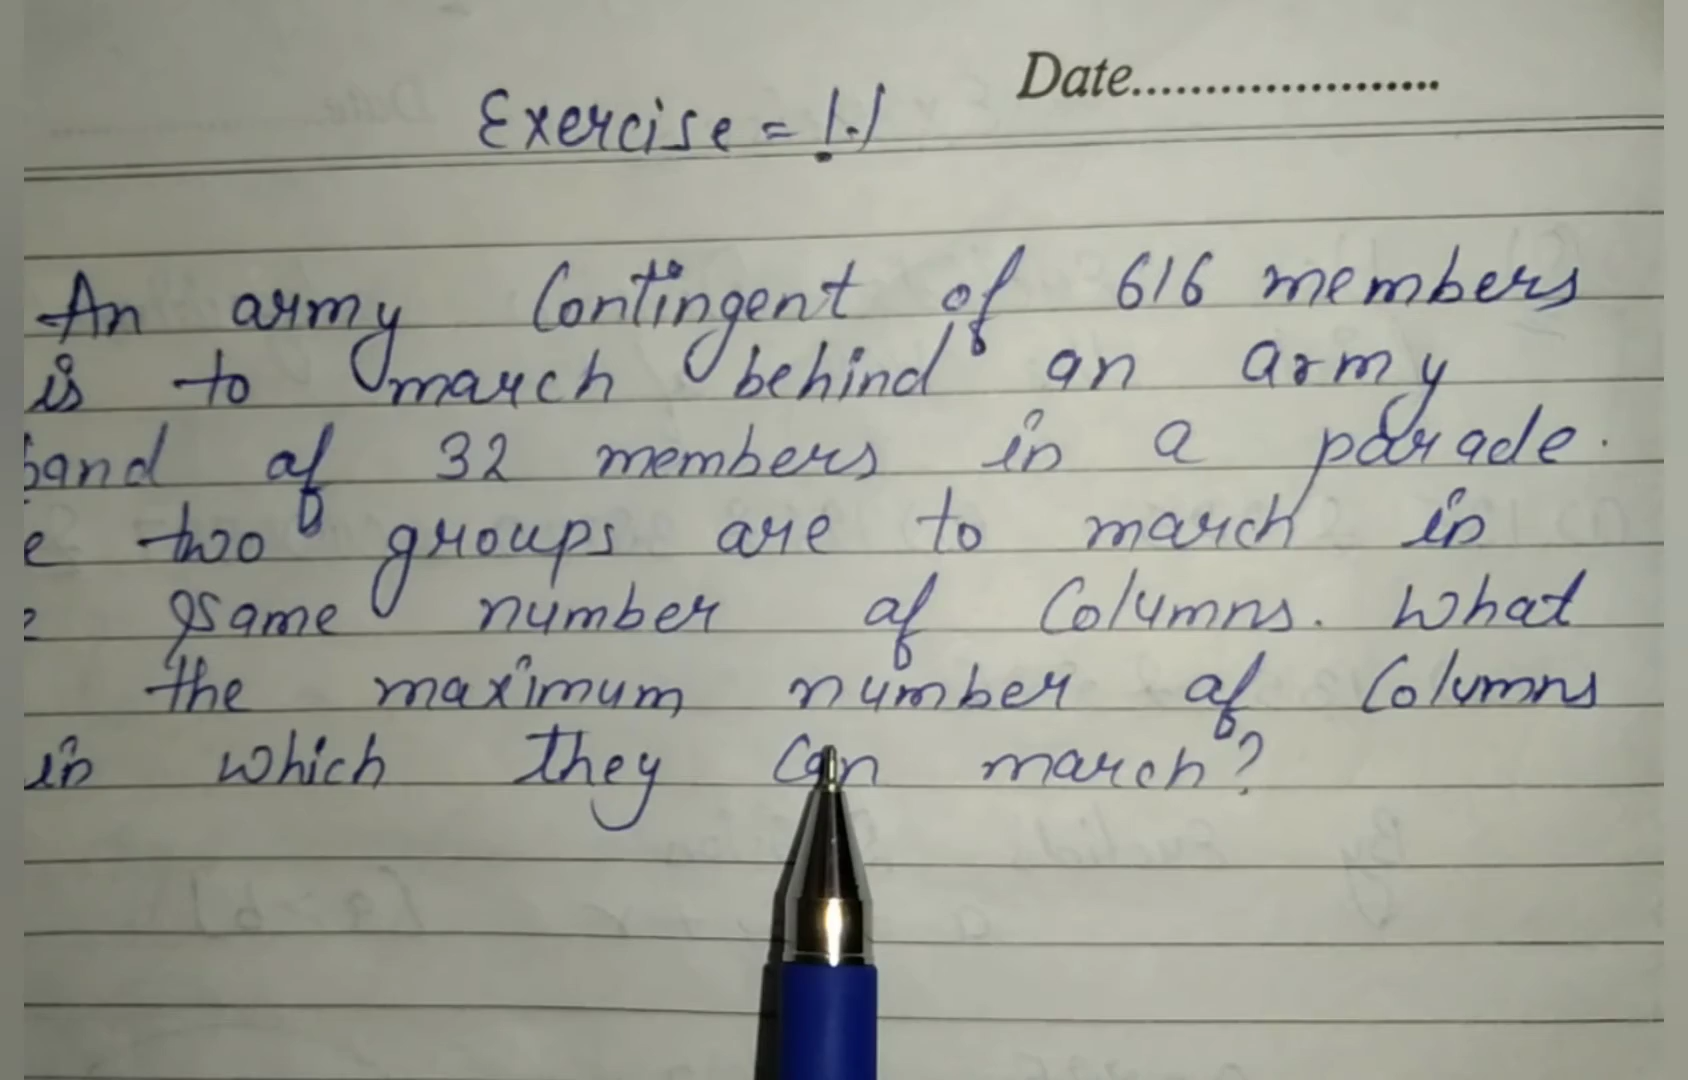 Date.....................
Exercise = 1.1
An army Contingent of 616 members
is to march behind an army
band of 32 members in a parade.
e two groups are to march in
same number of Columns. What
the maximum number of Columns
in which they can march?